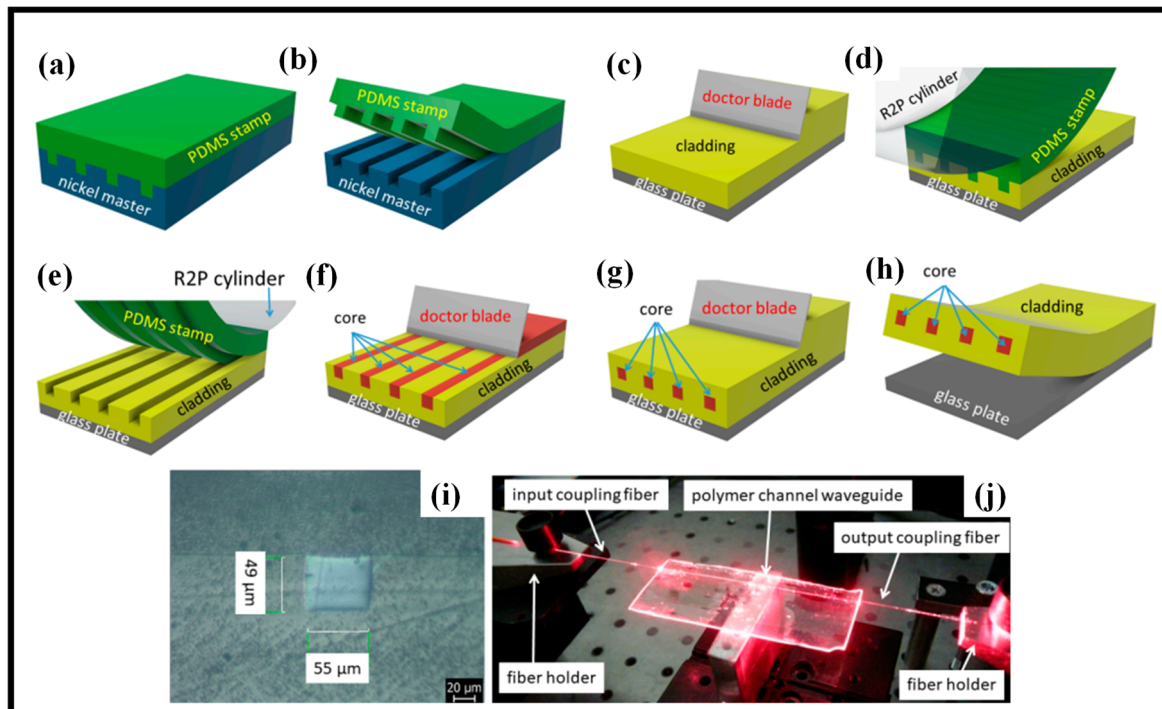 (a)
PDMS stamp
nickel master
(b)
PDMS stamp
nickel master
(c)
doctor blade
cladding
glass plate
(d)
R2P cylinder
PDMS stamp
cladding
glass plate
(e)
R2P cylinder
PDMS stamp
cladding
glass plate
(f)
core
doctor blade
cladding
glass plate
(g)
core
doctor blade
cladding
glass plate
(h)
core
cladding
glass plate
(i)
49 µm
55 µm
20 µm
(j)
input coupling fiber
polymer channel waveguide
output coupling fiber
fiber holder
fiber holder